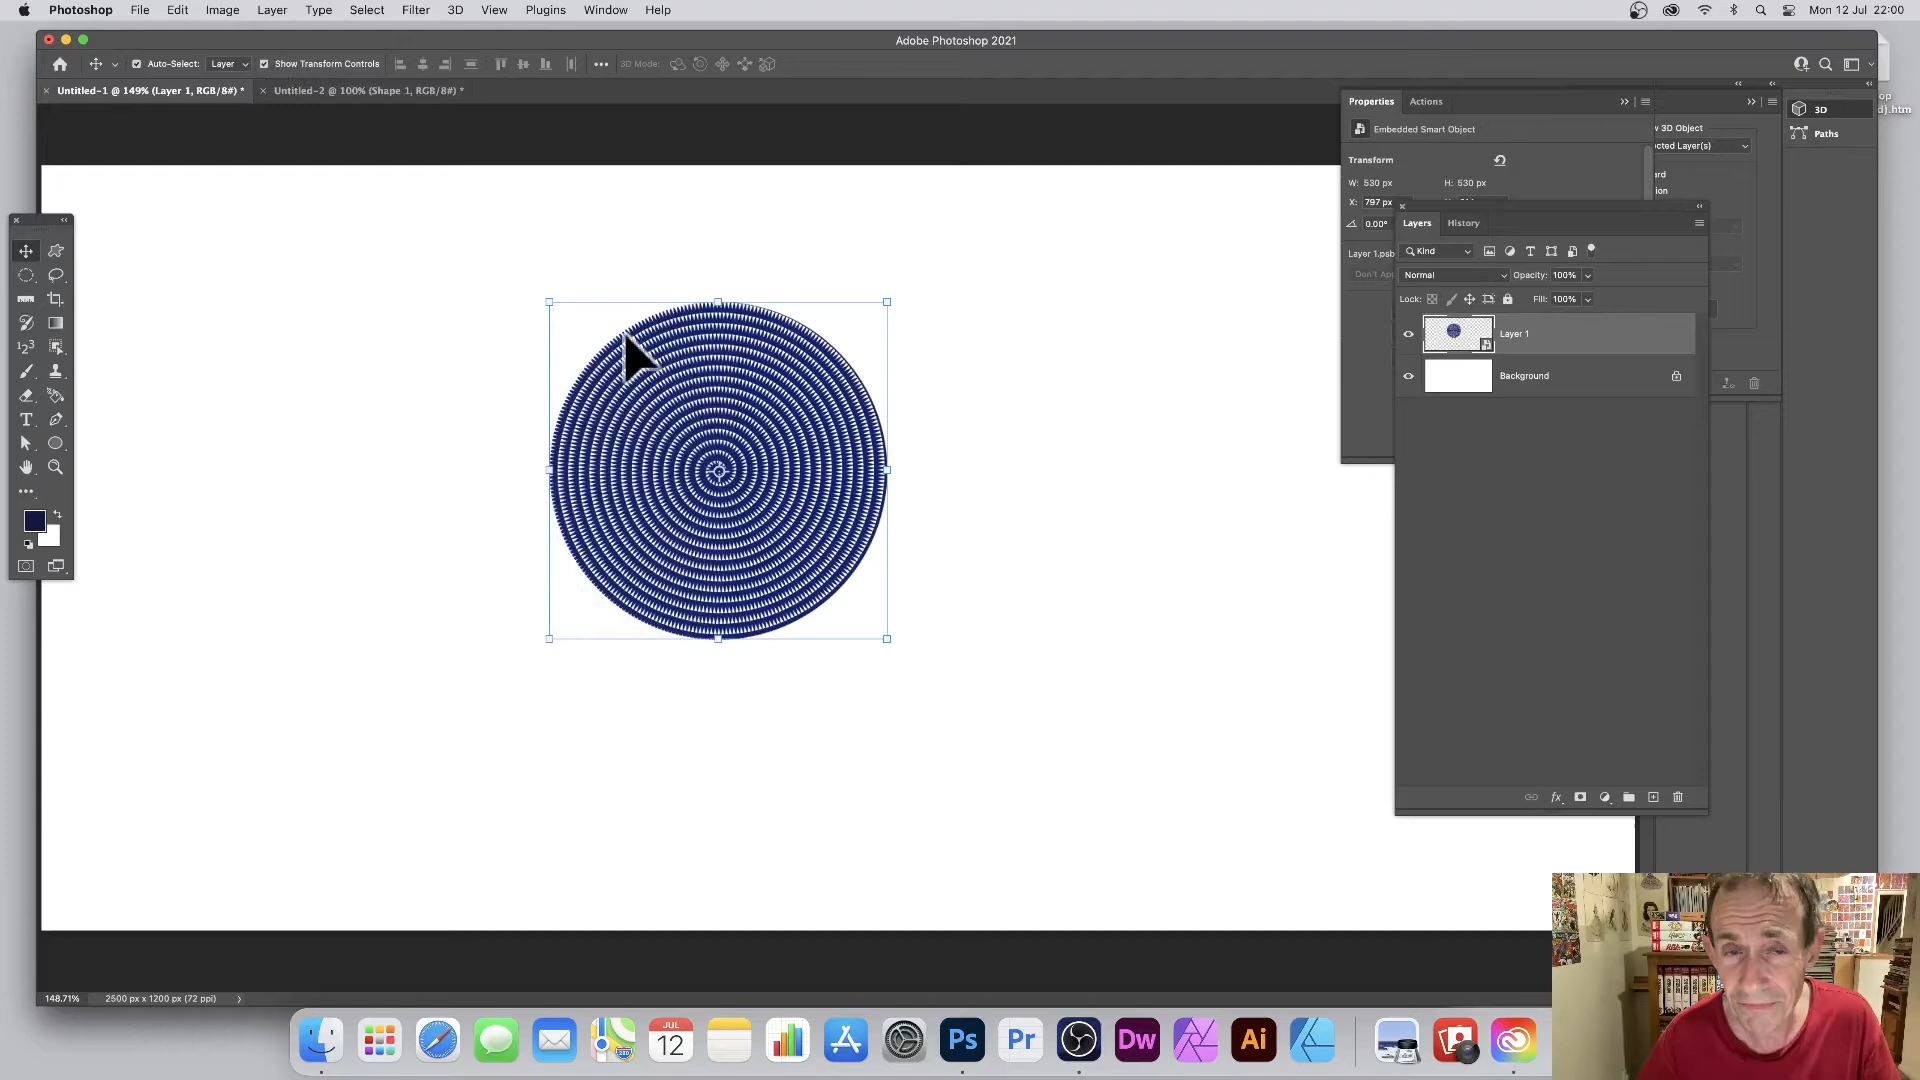 Photoshop File Edit Image Layer Type Select Filter 3D View Plugins Window Help Mon 12 Jul 22:00
Adobe Photoshop 2021
Auto-Select: Layer Show Transform Controls 3D Mode:
Untitled-1 @ 149% (Layer 1, RGB/8#) * Untitled-2 @ 100% (Shape 1, RGB/8#) *
Properties Actions
3D
Paths
d).htm
Embedded Smart Object
3D Object
Transform
W: 530 px H: 530 px
X: 797 px
0.00°
Layer 1.psb
Layers History
Kind
Normal Opacity: 100%
Lock: Fill: 100%
Layer 1
Background
123
T
148.71% 2500 px x 1200 px (72 ppi)
JUL
12
280
Ps
Pr
Dw
Ai